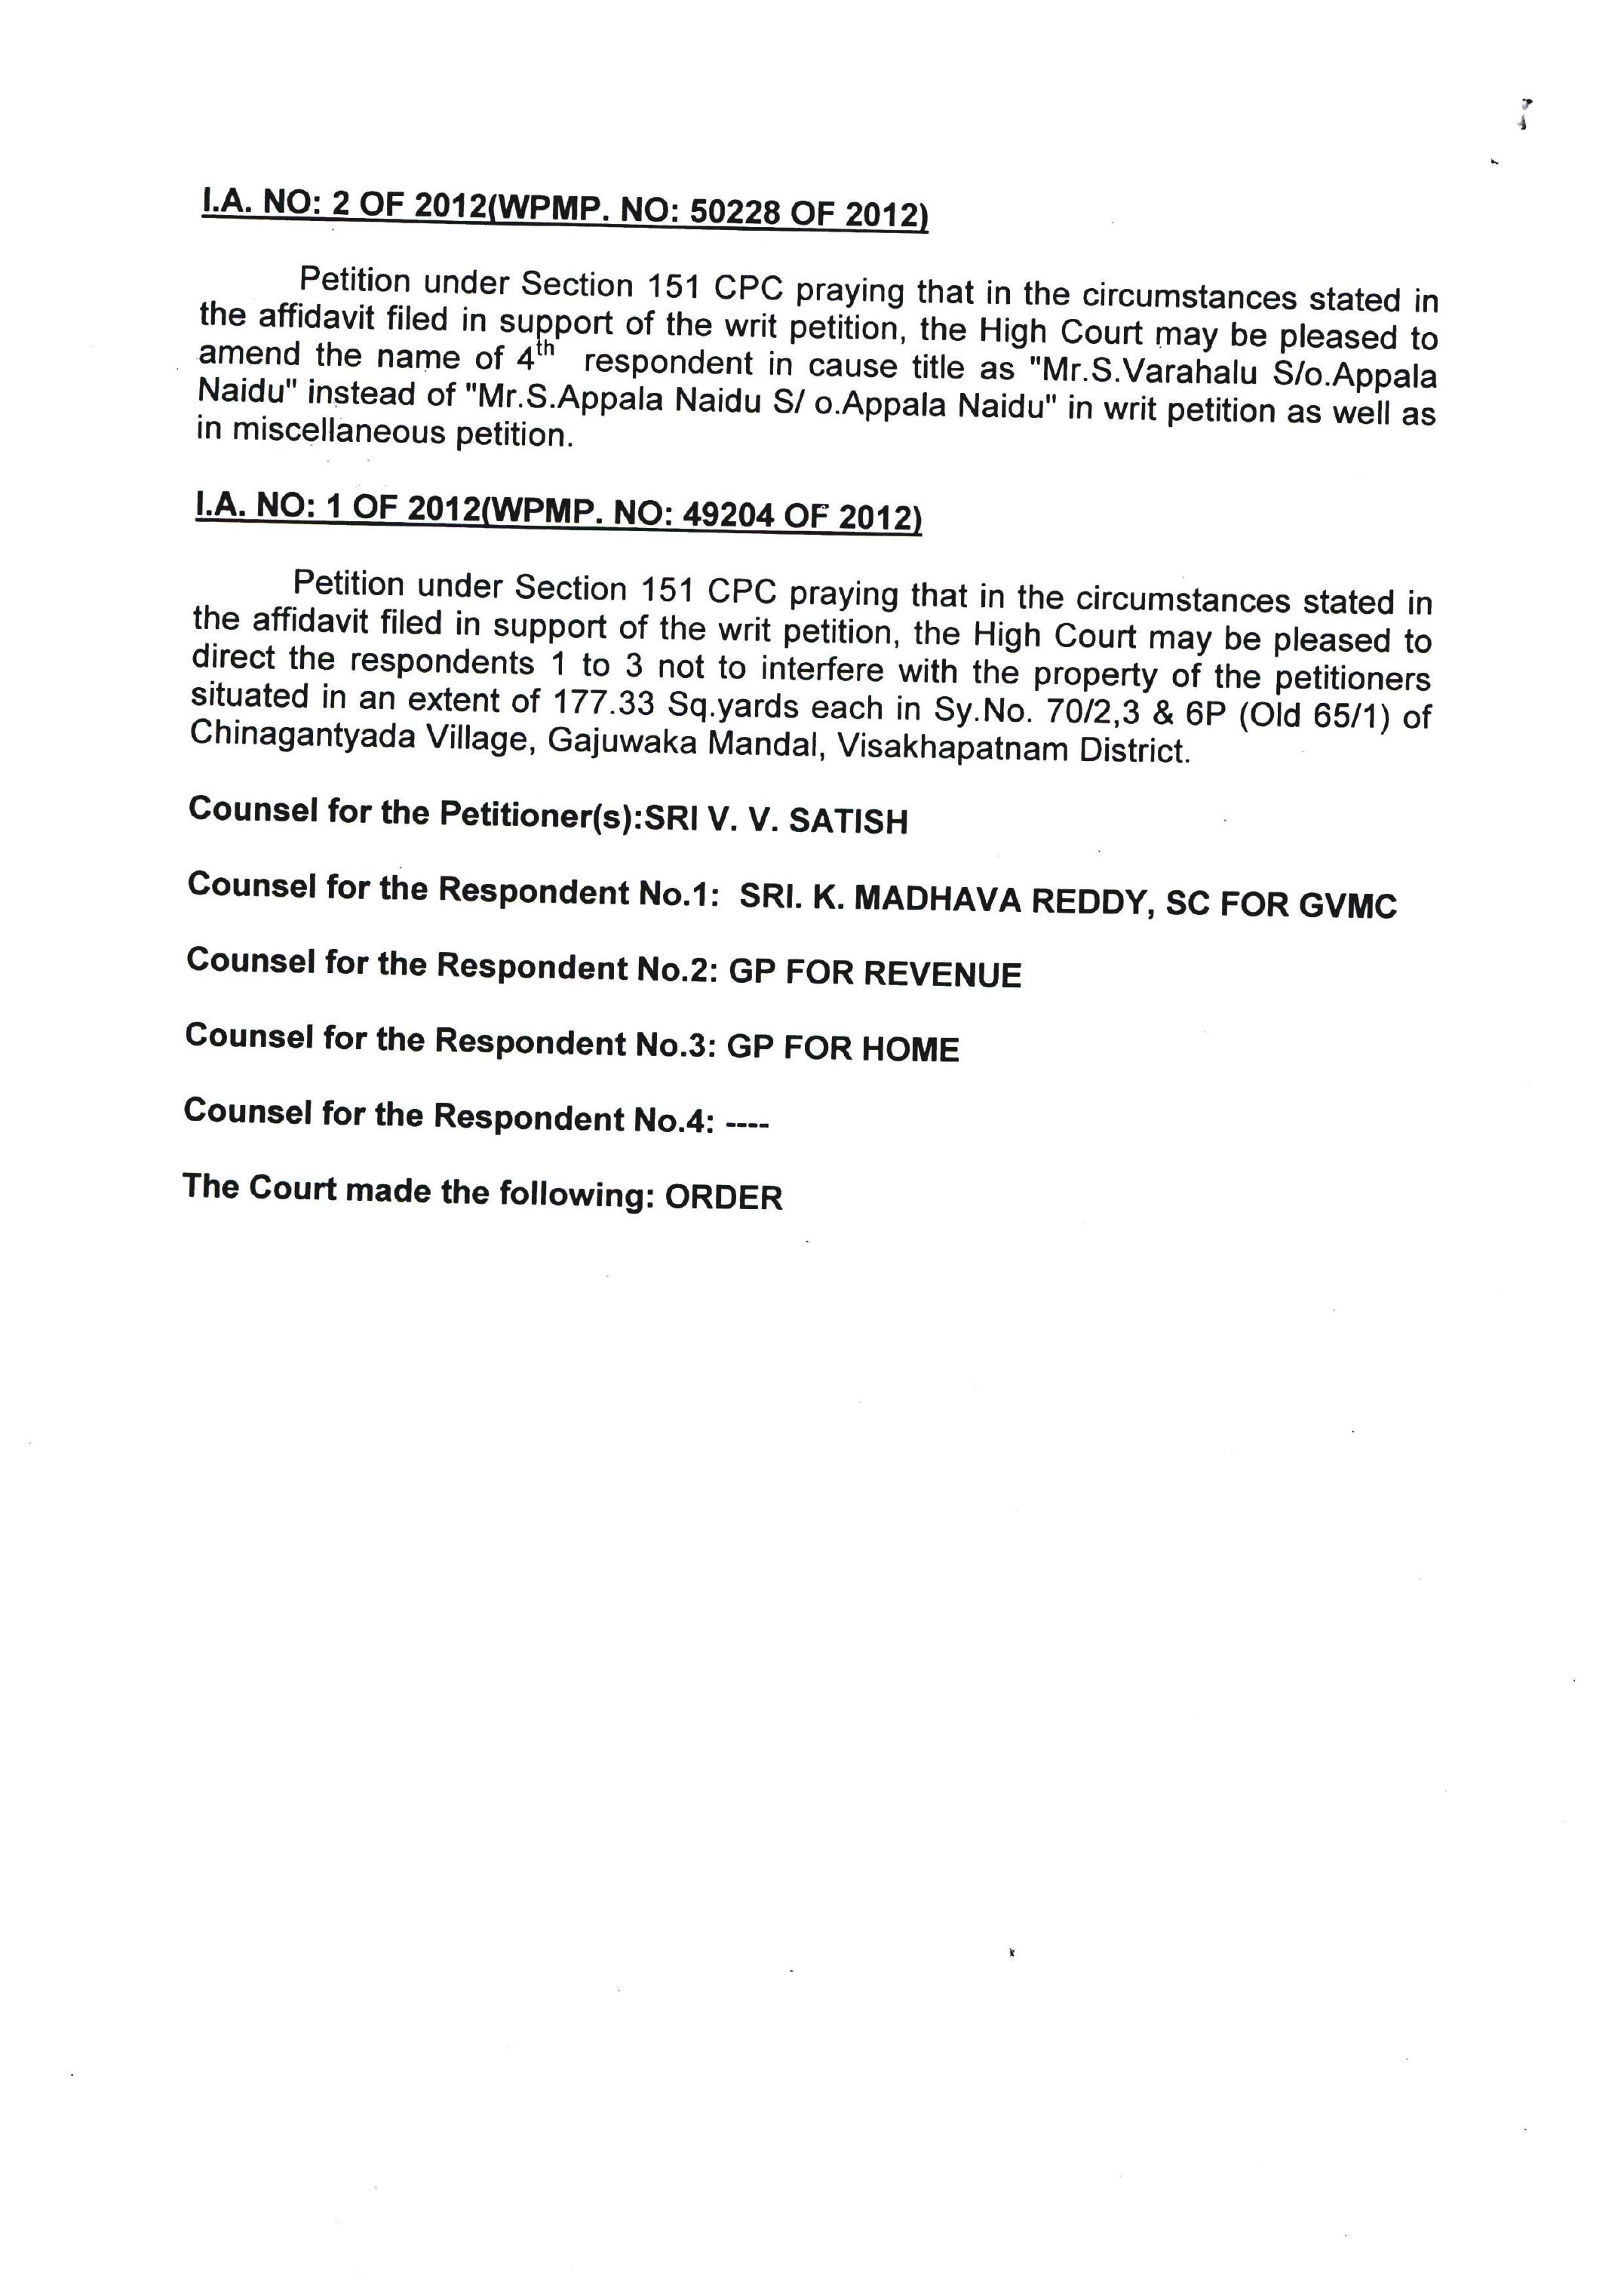 I.A. NO: 2 OF 2012(WPMP. NO: 50228 OF 2012)
Petition under Section 151 CPC praying that in the circumstances stated in
the affidavit filed in support of the writ petition, the High Court may be pleased to
amend the name of 4th respondent in cause title as "Mr.S.Varahalu S/o.Appala
Naidu" instead of "Mr.S.Appala Naidu S/ o.Appala Naidu" in writ petition as well as
in miscellaneous petition.
I.A. NO: 1 OF 2012(WPMP. NO: 49204 OF 2012)
Petition under Section 151 CPC praying that in the circumstances stated in
the affidavit filed in support of the writ petition, the High Court may be pleased to
direct the respondents 1 to 3 not to interfere with the property of the petitioners
situated in an extent of 177.33 Sq.yards each in Sy.No. 70/2,3 & 6P (Old 65/1) of
Chinagantyada Village, Gajuwaka Mandal, Visakhapatnam District.
Counsel for the Petitioner(s):SRI V. V. SATISH
Counsel for the Respondent No.1: SRI. K. MADHAVA REDDY, SC FOR GVMC
Counsel for the Respondent No.2: GP FOR REVENUE
Counsel for the Respondent No.3: GP FOR HOME
Counsel for the Respondent No.4: ----
The Court made the following: ORDER